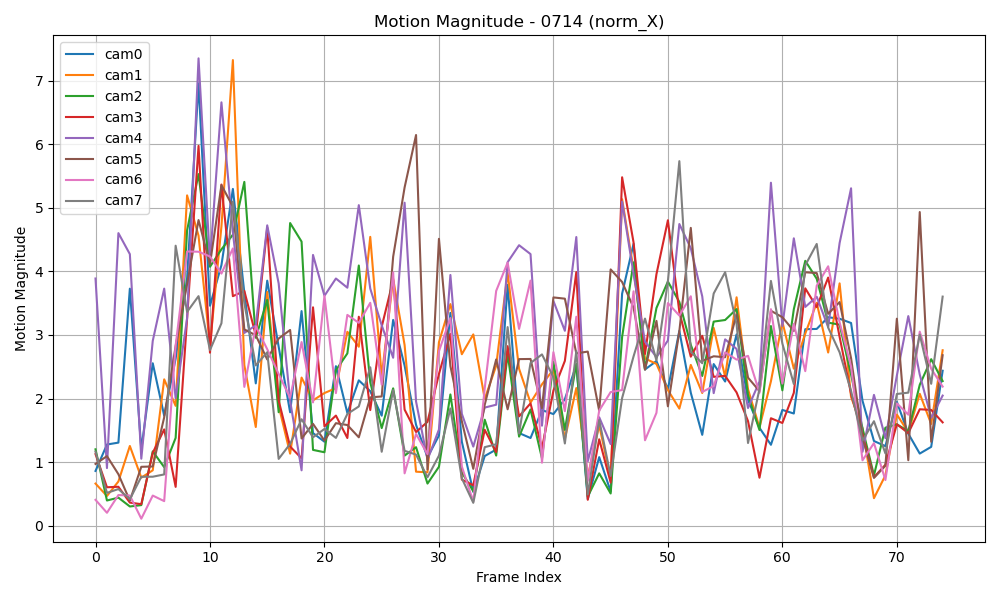 Motion Magnitude - 0714 (norm_X)
cam0
cam1
cam2
cam3
cam4
cam5
cam6
cam7
Motion Magnitude
7
6
5
4
3
2
1
0
0 10 20 30 40 50 60 70
Frame Index